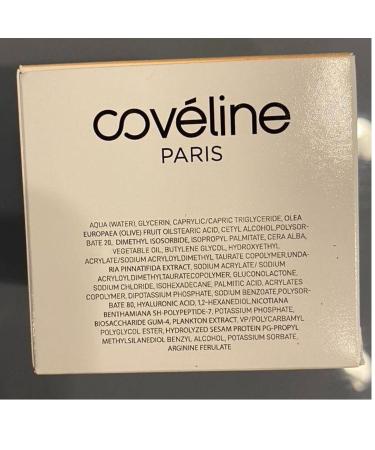 covéline
PARIS
AQUA (WATER), GLYCERIN, CAPRYLIC/CAPRIC TRIGLYCERIDE, OLEA
EUROPAEA (OLIVE) FRUIT OILSTEARIC ACID, CETYL ALCOHOL,POLYSOR-
BATE 20, DIMETHYL ISOSORBIDE, ISOPROPYL PALMITATE, CERA ALBA,
VEGETABLE OIL, BUTYLENE GLYCOL, HYDROXYETHYL
ACRYLATE/SODIUM ACRYLOYLDIMETHYLTAURATE COPOLYMER,UNDA-
RIA PINNATIFIDA EXTRACT, SODIUM ACRYLATE/ SODIUM
ACRYLOYLDIMETHYLTAURATE COPOLYMER, GLUCONOLACTONE,
SODIUM CHLORIDE, ISOHEXADECANE, PALMITIC ACID, ACRYLATES
COPOLYMER, DIPOTASSIUM PHOSPHATE, SODIUM BENZOATE,POLYSOR-
BATE 80, HYALURONIC ACID, 1,2-HEXANEDIOL,NICOTIANA
BENTHAMIANA SH-POLYPEPTIDE-7, POTASSIUM PHOSPHATE,
BIOSACCHARIDE GUM-4, PLANKTON EXTRACT, VP/POLYCARBAMYL
POLYGLYCOL ESTER, HYDROLYZED SESAM PROTEIN PG-PROPYL
METHYLSILANEDIOL BENZYL ALCOHOL, POTASSIUM SORBATE,
ARGININE FERULATE